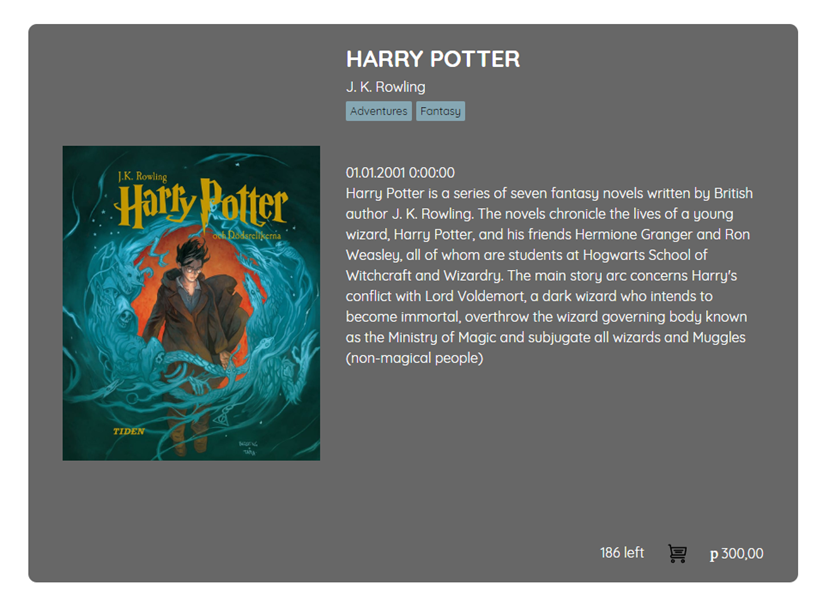 HARRY POTTER
J. K. Rowling
Adventures Fantasy
J.K. Rowling
Harry Potter
och Dödsrelikerna
TIDEN
01.01.2001 0:00:00
Harry Potter is a series of seven fantasy novels written by British
author J. K. Rowling. The novels chronicle the lives of a young
wizard, Harry Potter, and his friends Hermione Granger and Ron
Weasley, all of whom are students at Hogwarts School of
Witchcraft and Wizardry. The main story arc concerns Harry's
conflict with Lord Voldemort, a dark wizard who intends to
become immortal, overthrow the wizard governing body known
as the Ministry of Magic and subjugate all wizards and Muggles
(non-magical people)
186 left р 300,00